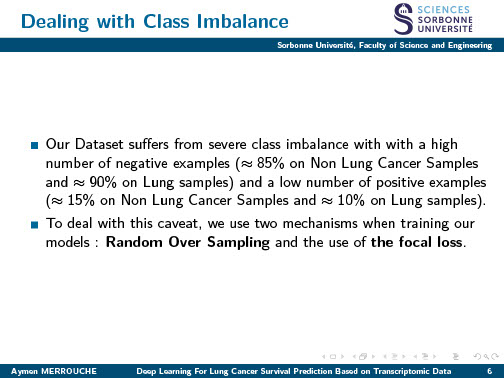 Dealing with Class Imbalance
SCIENCES
SORBONNE
UNIVERSITÉ
Sorbonne Université, Faculty of Science and Engineering
Our Dataset suffers from severe class imbalance with with a high
number of negative examples (≈ 85% on Non Lung Cancer Samples
and ≈ 90% on Lung samples) and a low number of positive examples
(≈ 15% on Non Lung Cancer Samples and ≈ 10% on Lung samples).
To deal with this caveat, we use two mechanisms when training our
models : Random Over Sampling and the use of the focal loss.
Aymen MERROUCHE Deep Learning For Lung Cancer Survival Prediction Based on Transcriptomic Data 6